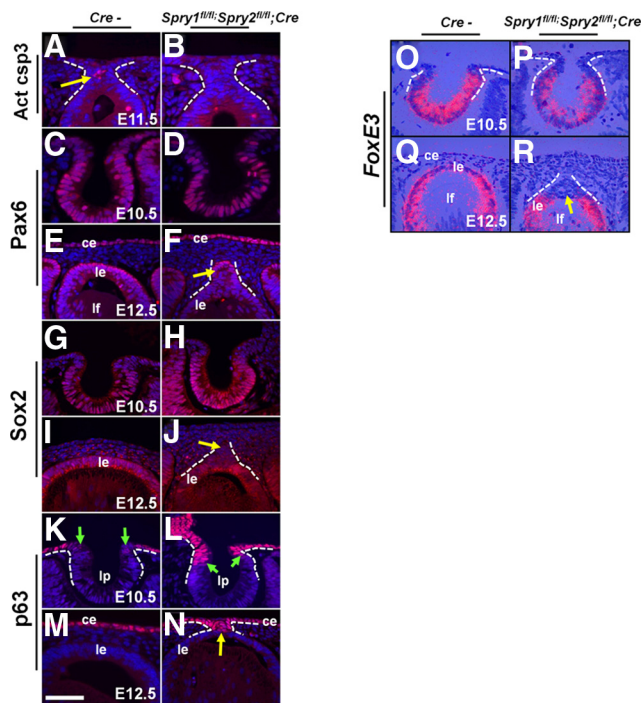 Cre -
Spry1fl/fl;Spry2fl/fl;Cre
Act csp3
A
B
E11.5
Pax6
C
D
E10.5
E
ce
le
lf
E12.5
F
ce
le
Sox2
G
H
E10.5
I
le
E12.5
J
le
p63
K
lp
E10.5
L
lp
M
ce
le
E12.5
N
ce
le
Cre -
Spry1fl/fl;Spry2fl/fl;Cre
FoxE3
O
E10.5
P
Q
ce
le
lf
E12.5
R
le
lf